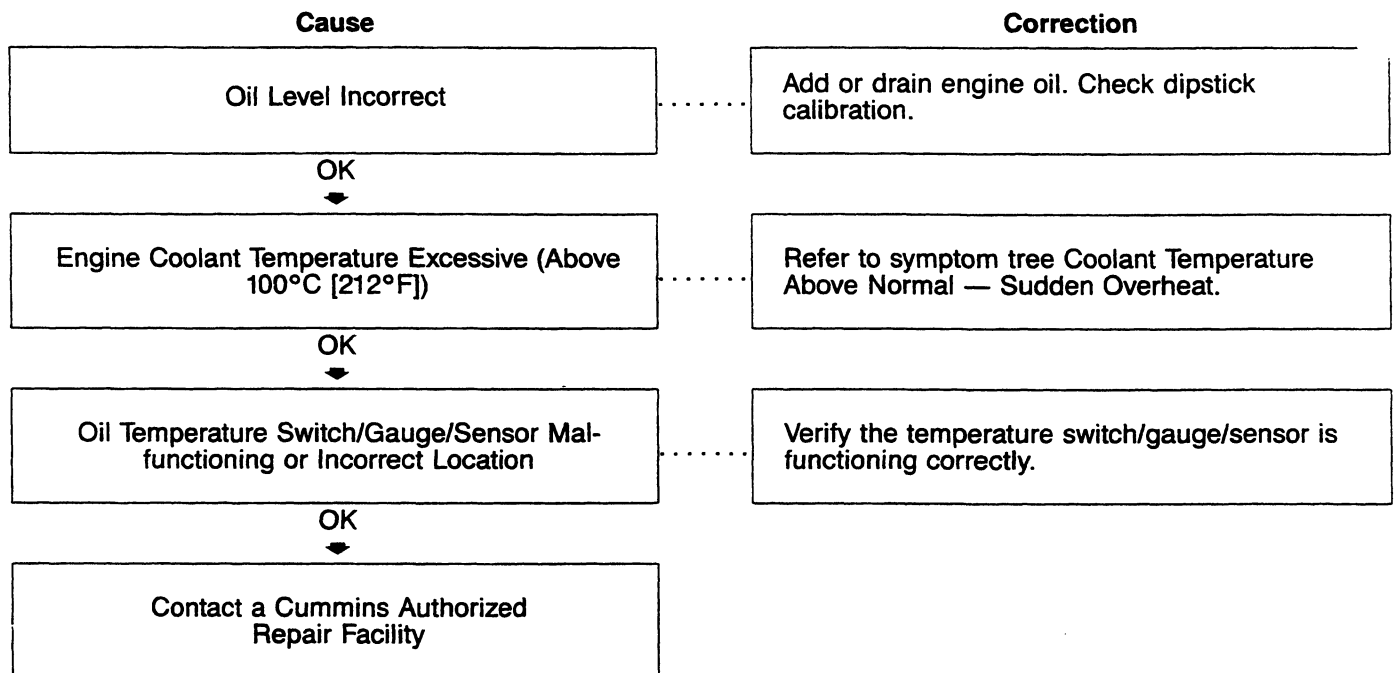 Cause
Correction
Oil Level Incorrect
Add or drain engine oil. Check dipstick
calibration.
OK
Engine Coolant Temperature Excessive (Above
100°C [212°F])
Refer to symptom tree Coolant Temperature
Above Normal — Sudden Overheat.
OK
Oil Temperature Switch/Gauge/Sensor Mal-
functioning or Incorrect Location
Verify the temperature switch/gauge/sensor is
functioning correctly.
OK
Contact a Cummins Authorized
Repair Facility